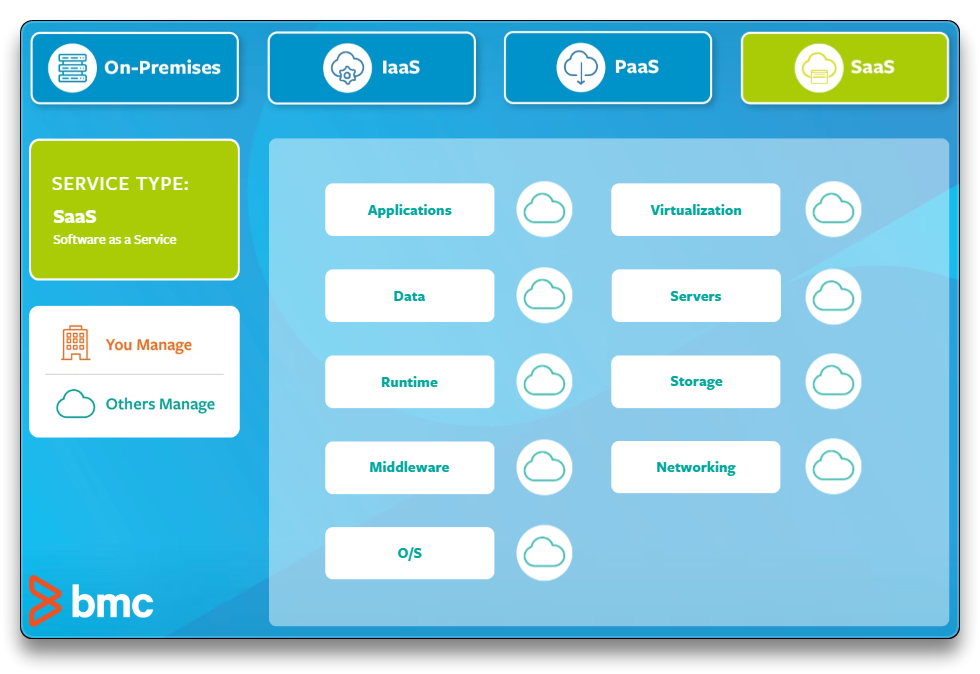 On-Premises
IaaS
PaaS
SaaS
SERVICE TYPE:
SaaS
Software as a Service
You Manage
Others Manage
Applications
Virtualization
Data
Servers
Runtime
Storage
Middleware
Networking
O/S
bmc